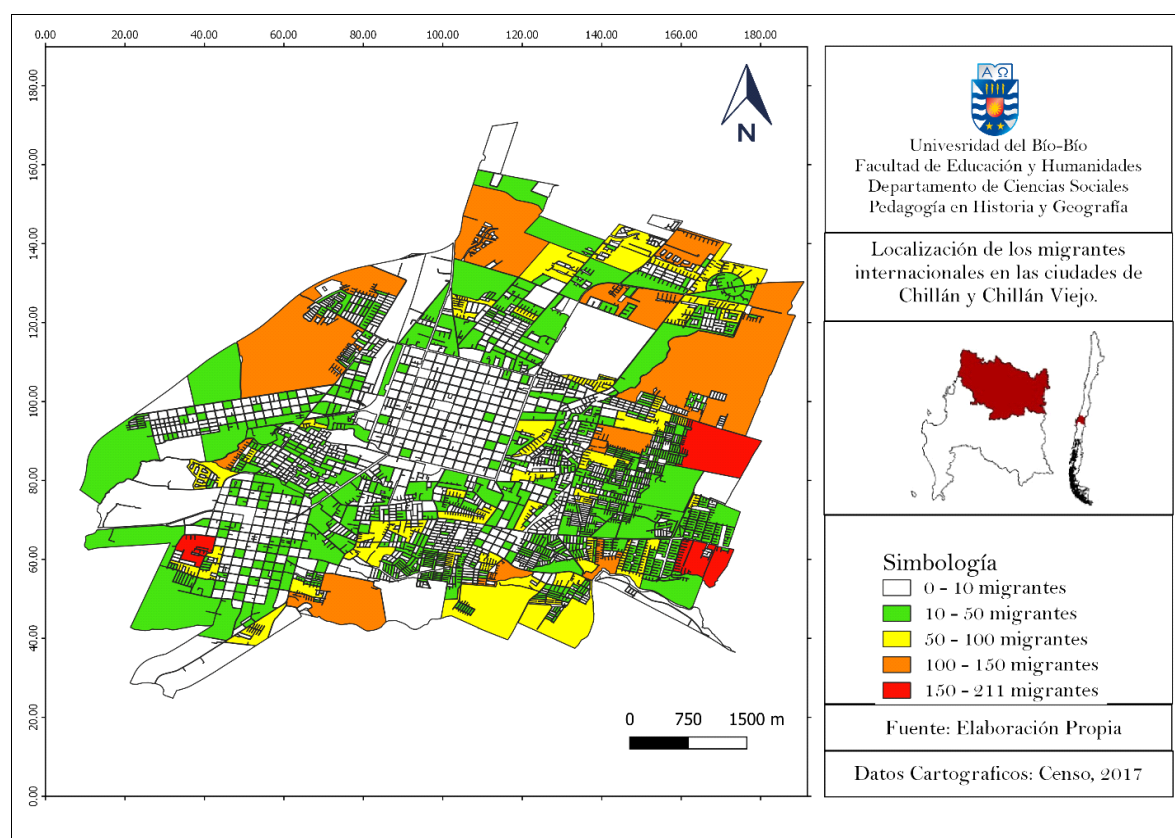 0.00 20.00 40.00 60.00 80.00 100.00 120.00 140.00 160.00 180.00
180.00
160.00
140.00
120.00
100.00
80.00
60.00
40.00
20.00
0.00
N
0 750 1500 m
A Ω
Univesridad del Bío-Bío
Facultad de Educación y Humanidades
Departamento de Ciencias Sociales
Pedagogía en Historia y Geografía
Localización de los migrantes
internacionales en las ciudades de
Chillán y Chillán Viejo.
Simbología
0 - 10 migrantes
10 - 50 migrantes
50 - 100 migrantes
100 - 150 migrantes
150 - 211 migrantes
Fuente: Elaboración Propia
Datos Cartograficos: Censo, 2017